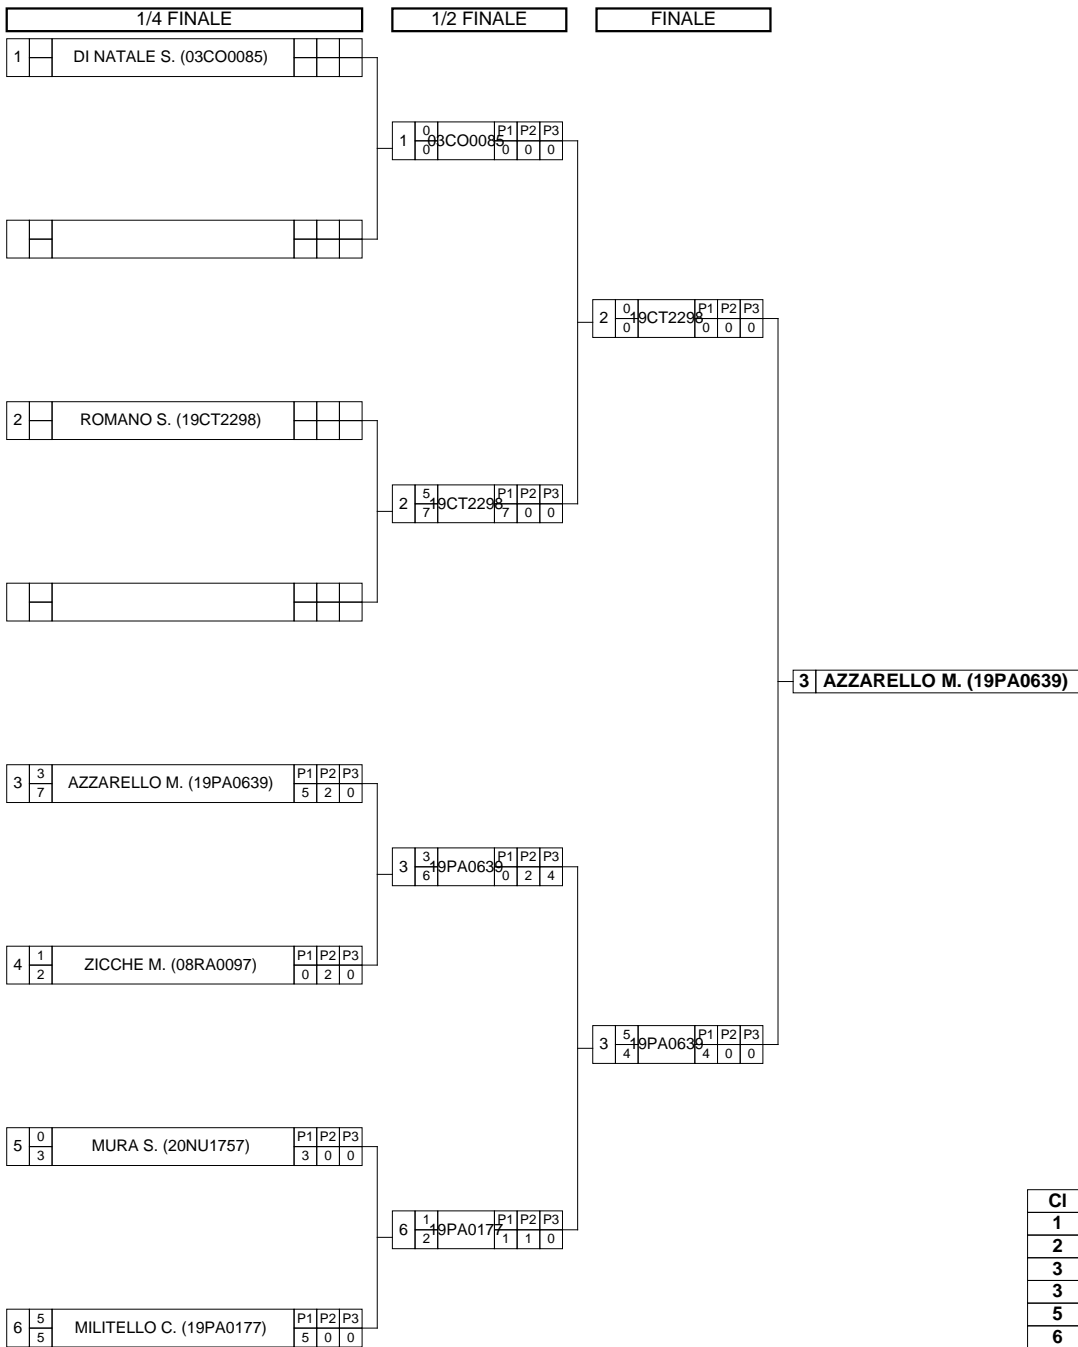 1/4 FINALE 1/2 FINALE FINALE
1 DI NATALE S. (03CO0085)
1 0 03CO0085 P1 P2 P3
0 0 0 0
2 0 19CT2298 P1 P2 P3
0 0 0 0
2 ROMANO S. (19CT2298)
2 5 19CT2298 P1 P2 P3
7 7 0 0
3 AZZARELLO M. (19PA0639)
3 3 AZZARELLO M. (19PA0639) P1 P2 P3
7 5 2 0
3 3 19PA0639 P1 P2 P3
6 0 2 4
4 1 ZICCHE M. (08RA0097) P1 P2 P3
2 0 2 0
3 5 19PA0639 P1 P2 P3
4 4 0 0
5 0 MURA S. (20NU1757) P1 P2 P3
3 3 0 0
6 1 19PA0177 P1 P2 P3
2 1 1 0
6 5 MILITELLO C. (19PA0177) P1 P2 P3
5 5 0 0
Cl
1
2
3
3
5
6